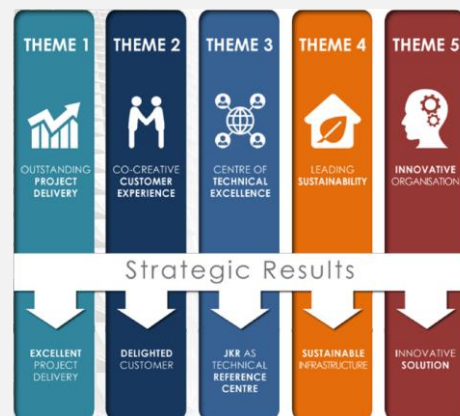 THEME 1
OUTSTANDING
PROJECT
DELIVERY
THEME 2
CO-CREATIVE
CUSTOMER
EXPERIENCE
THEME 3
CENTRE OF
TECHNICAL
EXCELLENCE
THEME 4
LEADING
SUSTAINABILITY
THEME 5
INNOVATIVE
ORGANISATION
Strategic Results
EXCELLENT
PROJECT
DELIVERY
DELIGHTED
CUSTOMER
JKR AS
TECHNICAL
REFERENCE
CENTRE
SUSTAINABLE
INFRASTRUCTURE
INNOVATIVE
SOLUTION